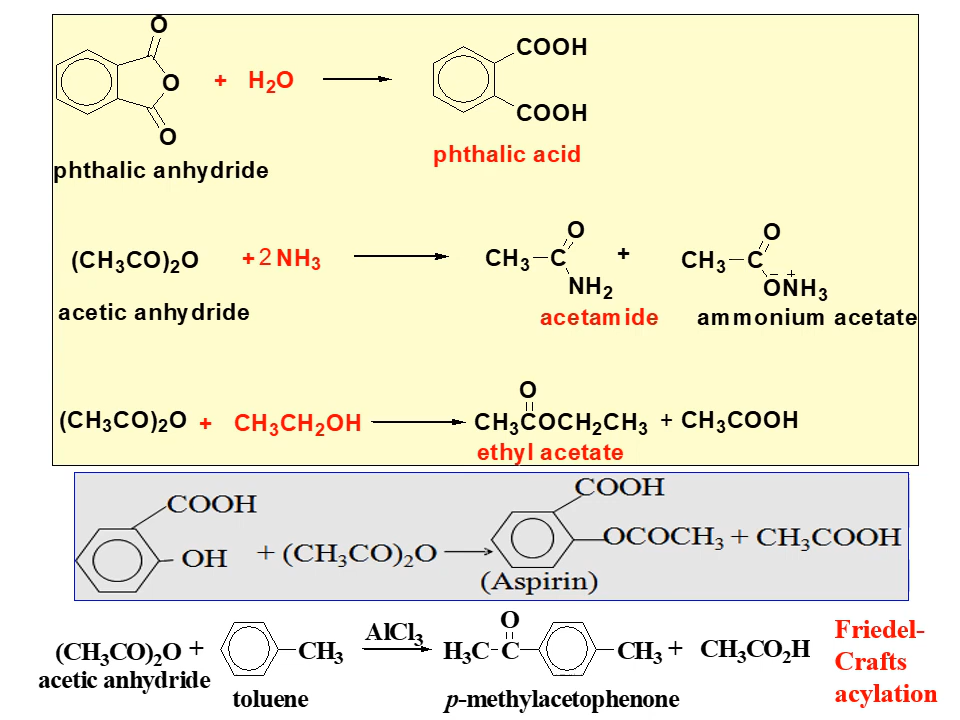 O
O
O
+ H₂O
COOH
COOH
phthalic anhydride
phthalic acid
(CH₃CO)₂O
+ 2 NH₃
O
CH₃ C
NH₂
+
O
CH₃ C
− +
ONH₃
acetic anhydride
acetamide
ammonium acetate
(CH₃CO)₂O + CH₃CH₂OH
O
CH₃COCH₂CH₃ + CH₃COOH
ethyl acetate
COOH
OH
+ (CH₃CO)₂O
COOH
OCOCH₃ + CH₃COOH
(Aspirin)
(CH₃CO)₂O +
CH₃
AlCl₃
O
H₃C C
CH₃ + CH₃CO₂H
acetic anhydride
toluene
p-methylacetophenone
Friedel-
Crafts
acylation